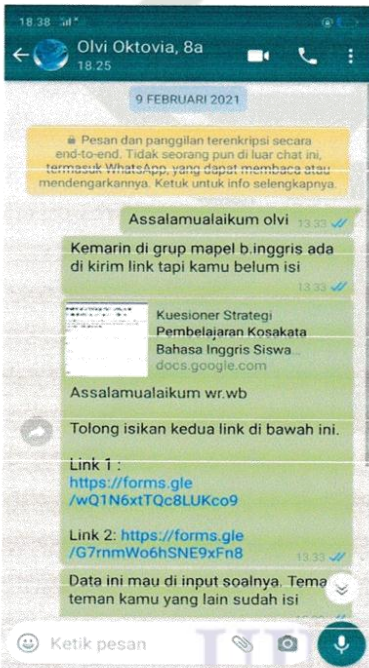 18.38
Olvi Oktovia, 8a
18.25
9 FEBRUARI 2021
Pesan dan panggilan terenkripsi secara
end-to-end. Tidak seorang pun di luar chat ini,
termasuk WhatsApp, yang dapat membaca atau
mendengarkannya. Ketuk untuk info selengkapnya.
Assalamualaikum olvi 13.33
Kemarin di grup mapel b.inggris ada
di kirim link tapi kamu belum isi
13.33
Kuesioner Strategi
Pembelajaran Kosakata
Bahasa Inggris Siswa...
docs.google.com
Assalamualaikum wr.wb
Tolong isikan kedua link di bawah ini.
Link 1 :
https://forms.gle
/wQ1N6xtTQc8LUKco9
Link 2: https://forms.gle
/G7rnmWo6hSNE9xFn8 13.33
Data ini mau di input soalnya. Tema
teman kamu yang lain sudah isi
Ketik pesan